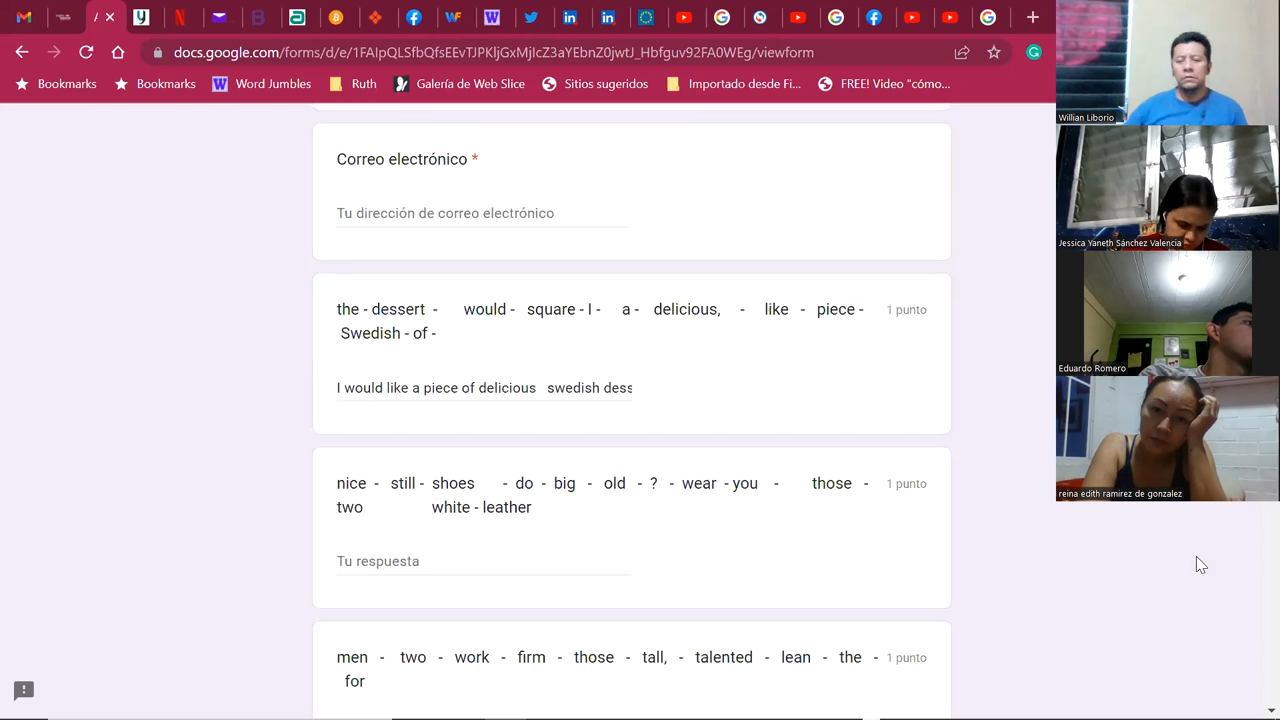 A
docs.google.com/forms/d/e/1FAIpQLSfbQfsEEvTJPKljGxMjlcZ3aYEbnZ0jwtJ_Hbfguv92FA0WEg/viewform
Bookmarks Bookmarks Word Jumbles Ruth Galería de Web Slice Sitios sugeridos Importado desde Fi... FREE! Video "cómo...
Correo electrónico *
Tu dirección de correo electrónico
the - dessert - would - square - I - a - delicious, - like - piece - 1 punto
Swedish - of -
I would like a piece of delicious swedish dess
nice - still - shoes - do - big - old - ? - wear - you - those - 1 punto
two white - leather
Tu respuesta
men - two - work - firm - those - tall, - talented - lean - the - 1 punto
for
Willian Liborio
Jessica Yaneth Sánchez Valencia
Eduardo Romero
reina edith ramirez de gonzalez